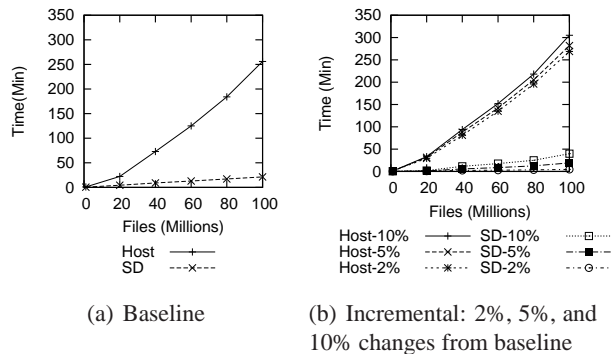 350
300
250
200
150
100
50
0
Time(Min)
0 20 40 60 80 100
Files (Millions)
Host
SD
(a) Baseline
350
300
250
200
150
100
50
0
Time (Min)
0 20 40 60 80 100
Files (Millions)
Host-10% SD-10%
Host-5% SD-5%
Host-2% SD-2%
(b) Incremental: 2%, 5%, and
10% changes from baseline